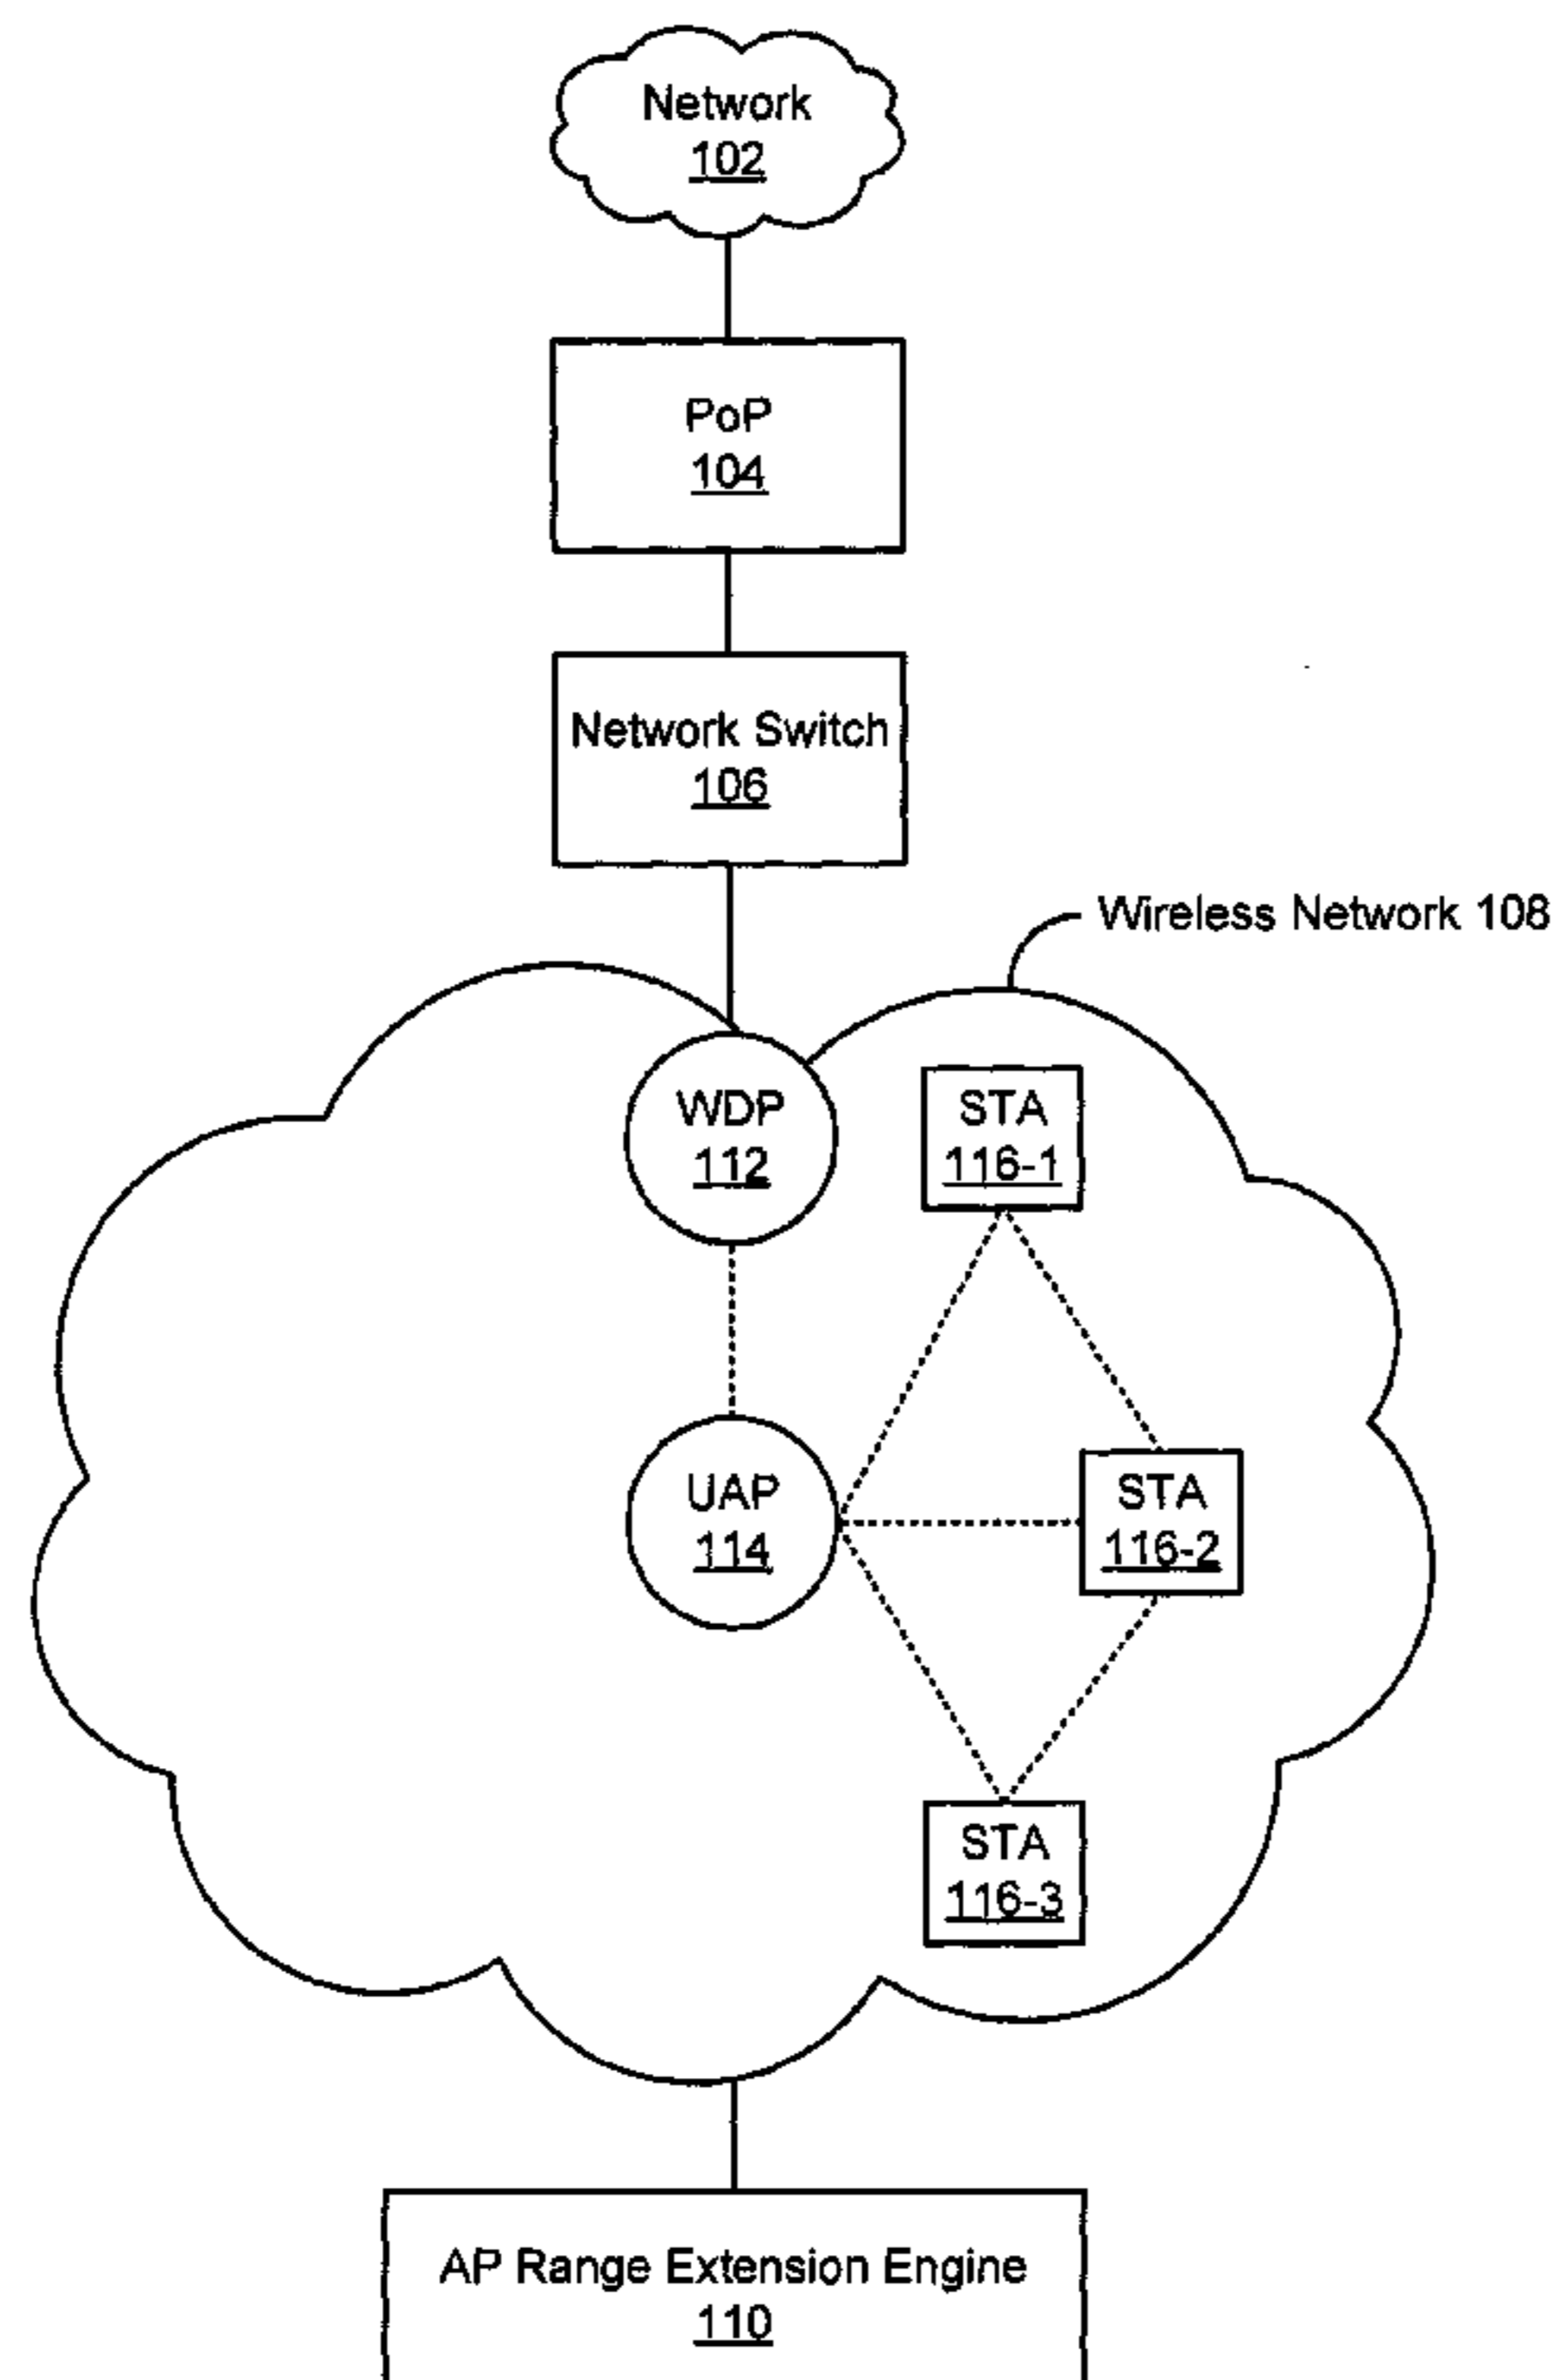 Network
102
PoP
104
Network Switch
106
Wireless Network 108
WDP
112
STA
116-1
UAP
114
STA
116-2
STA
116-3
AP Range Extension Engine
110